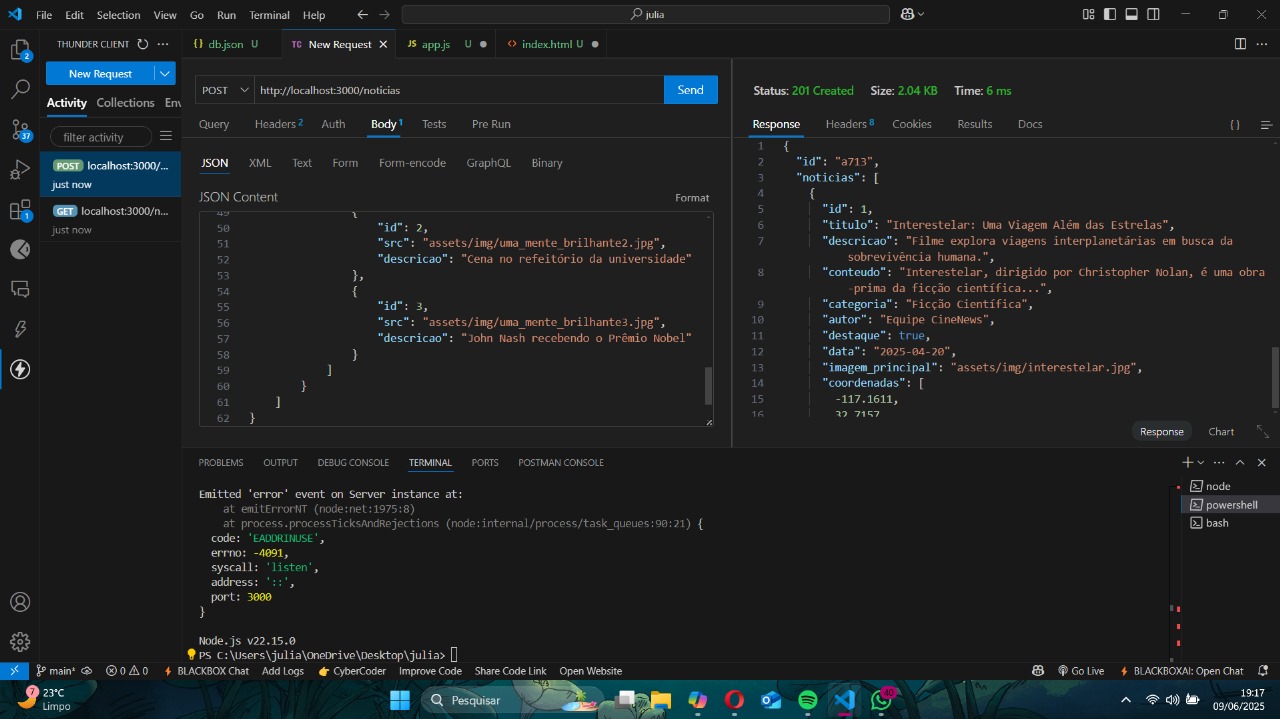 File Edit Selection View Go Run Terminal Help
julia
THUNDER CLIENT
{} db.json U
TC New Request
JS app.js U
<> index.html U
New Request
Activity Collections Env
filter activity
POST localhost:3000/...
just now
GET localhost:3000/n...
just now
2
37
1
POST http://localhost:3000/noticias Send
Query Headers 2 Auth Body 1 Tests Pre Run
JSON XML Text Form Form-encode GraphQL Binary
JSON Content Format
49 {
50 "id": 2,
51 "src": "assets/img/uma_mente_brilhante2.jpg",
52 "descricao": "Cena no refeitório da universidade"
53 },
54 {
55 "id": 3,
56 "src": "assets/img/uma_mente_brilhante3.jpg",
57 "descricao": "John Nash recebendo o Prêmio Nobel"
58 }
59 ]
60 }
61 ]
62 }
Status: 201 Created Size: 2.04 KB Time: 6 ms
Response Headers 8 Cookies Results Docs {}
1 {
2 "id": "a713",
3 "noticias": [
4 {
5 "id": 1,
6 "titulo": "Interestelar: Uma Viagem Além das Estrelas",
7 "descricao": "Filme explora viagens interplanetárias em busca da
sobrevivência humana.",
8 "conteudo": "Interestelar, dirigido por Christopher Nolan, é uma obra
-prima da ficção científica...",
9 "categoria": "Ficção Científica",
10 "autor": "Equipe CineNews",
11 "destaque": true,
12 "data": "2025-04-20",
13 "imagem_principal": "assets/img/interestelar.jpg",
14 "coordenadas": [
15 -117.1611,
16 32.7157
Response Chart
PROBLEMS OUTPUT DEBUG CONSOLE TERMINAL PORTS POSTMAN CONSOLE
Emitted 'error' event on Server instance at:
at emitErrorNT (node:net:1975:8)
at process.processTicksAndRejections (node:internal/process/task_queues:90:21) {
code: 'EADDRINUSE',
errno: -4091,
syscall: 'listen',
address: '::',
port: 3000
}
Node.js v22.15.0
PS C:\Users\julia\OneDrive\Desktop\julia>
node
powershell
bash
main* 0 0 BLACKBOX Chat Add Logs CyberCoder Improve Code Share Code Link Open Website Go Live BLACKBOXAI: Open Chat
7
23°C
Limpo
Pesquisar
40
19:17
09/06/2025